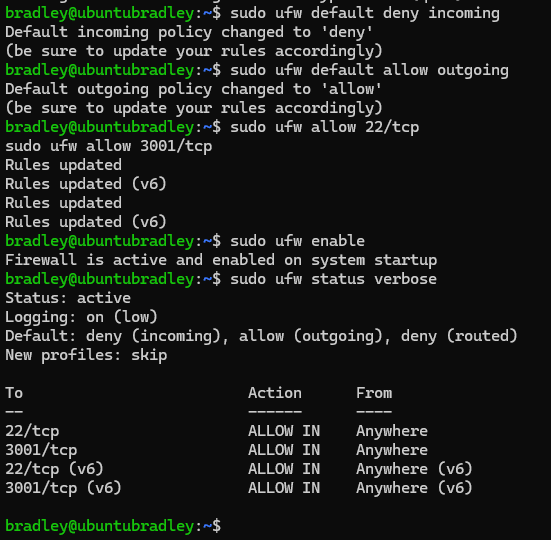 bradley@ubuntubradley:~$ sudo ufw default deny incoming
Default incoming policy changed to 'deny'
(be sure to update your rules accordingly)
bradley@ubuntubradley:~$ sudo ufw default allow outgoing
Default outgoing policy changed to 'allow'
(be sure to update your rules accordingly)
bradley@ubuntubradley:~$ sudo ufw allow 22/tcp
sudo ufw allow 3001/tcp
Rules updated
Rules updated (v6)
Rules updated
Rules updated (v6)
bradley@ubuntubradley:~$ sudo ufw enable
Firewall is active and enabled on system startup
bradley@ubuntubradley:~$ sudo ufw status verbose
Status: active
Logging: on (low)
Default: deny (incoming), allow (outgoing), deny (routed)
New profiles: skip

To                         Action      From
--                         ------      ----
22/tcp                     ALLOW IN    Anywhere
3001/tcp                   ALLOW IN    Anywhere
22/tcp (v6)                ALLOW IN    Anywhere (v6)
3001/tcp (v6)              ALLOW IN    Anywhere (v6)

bradley@ubuntubradley:~$